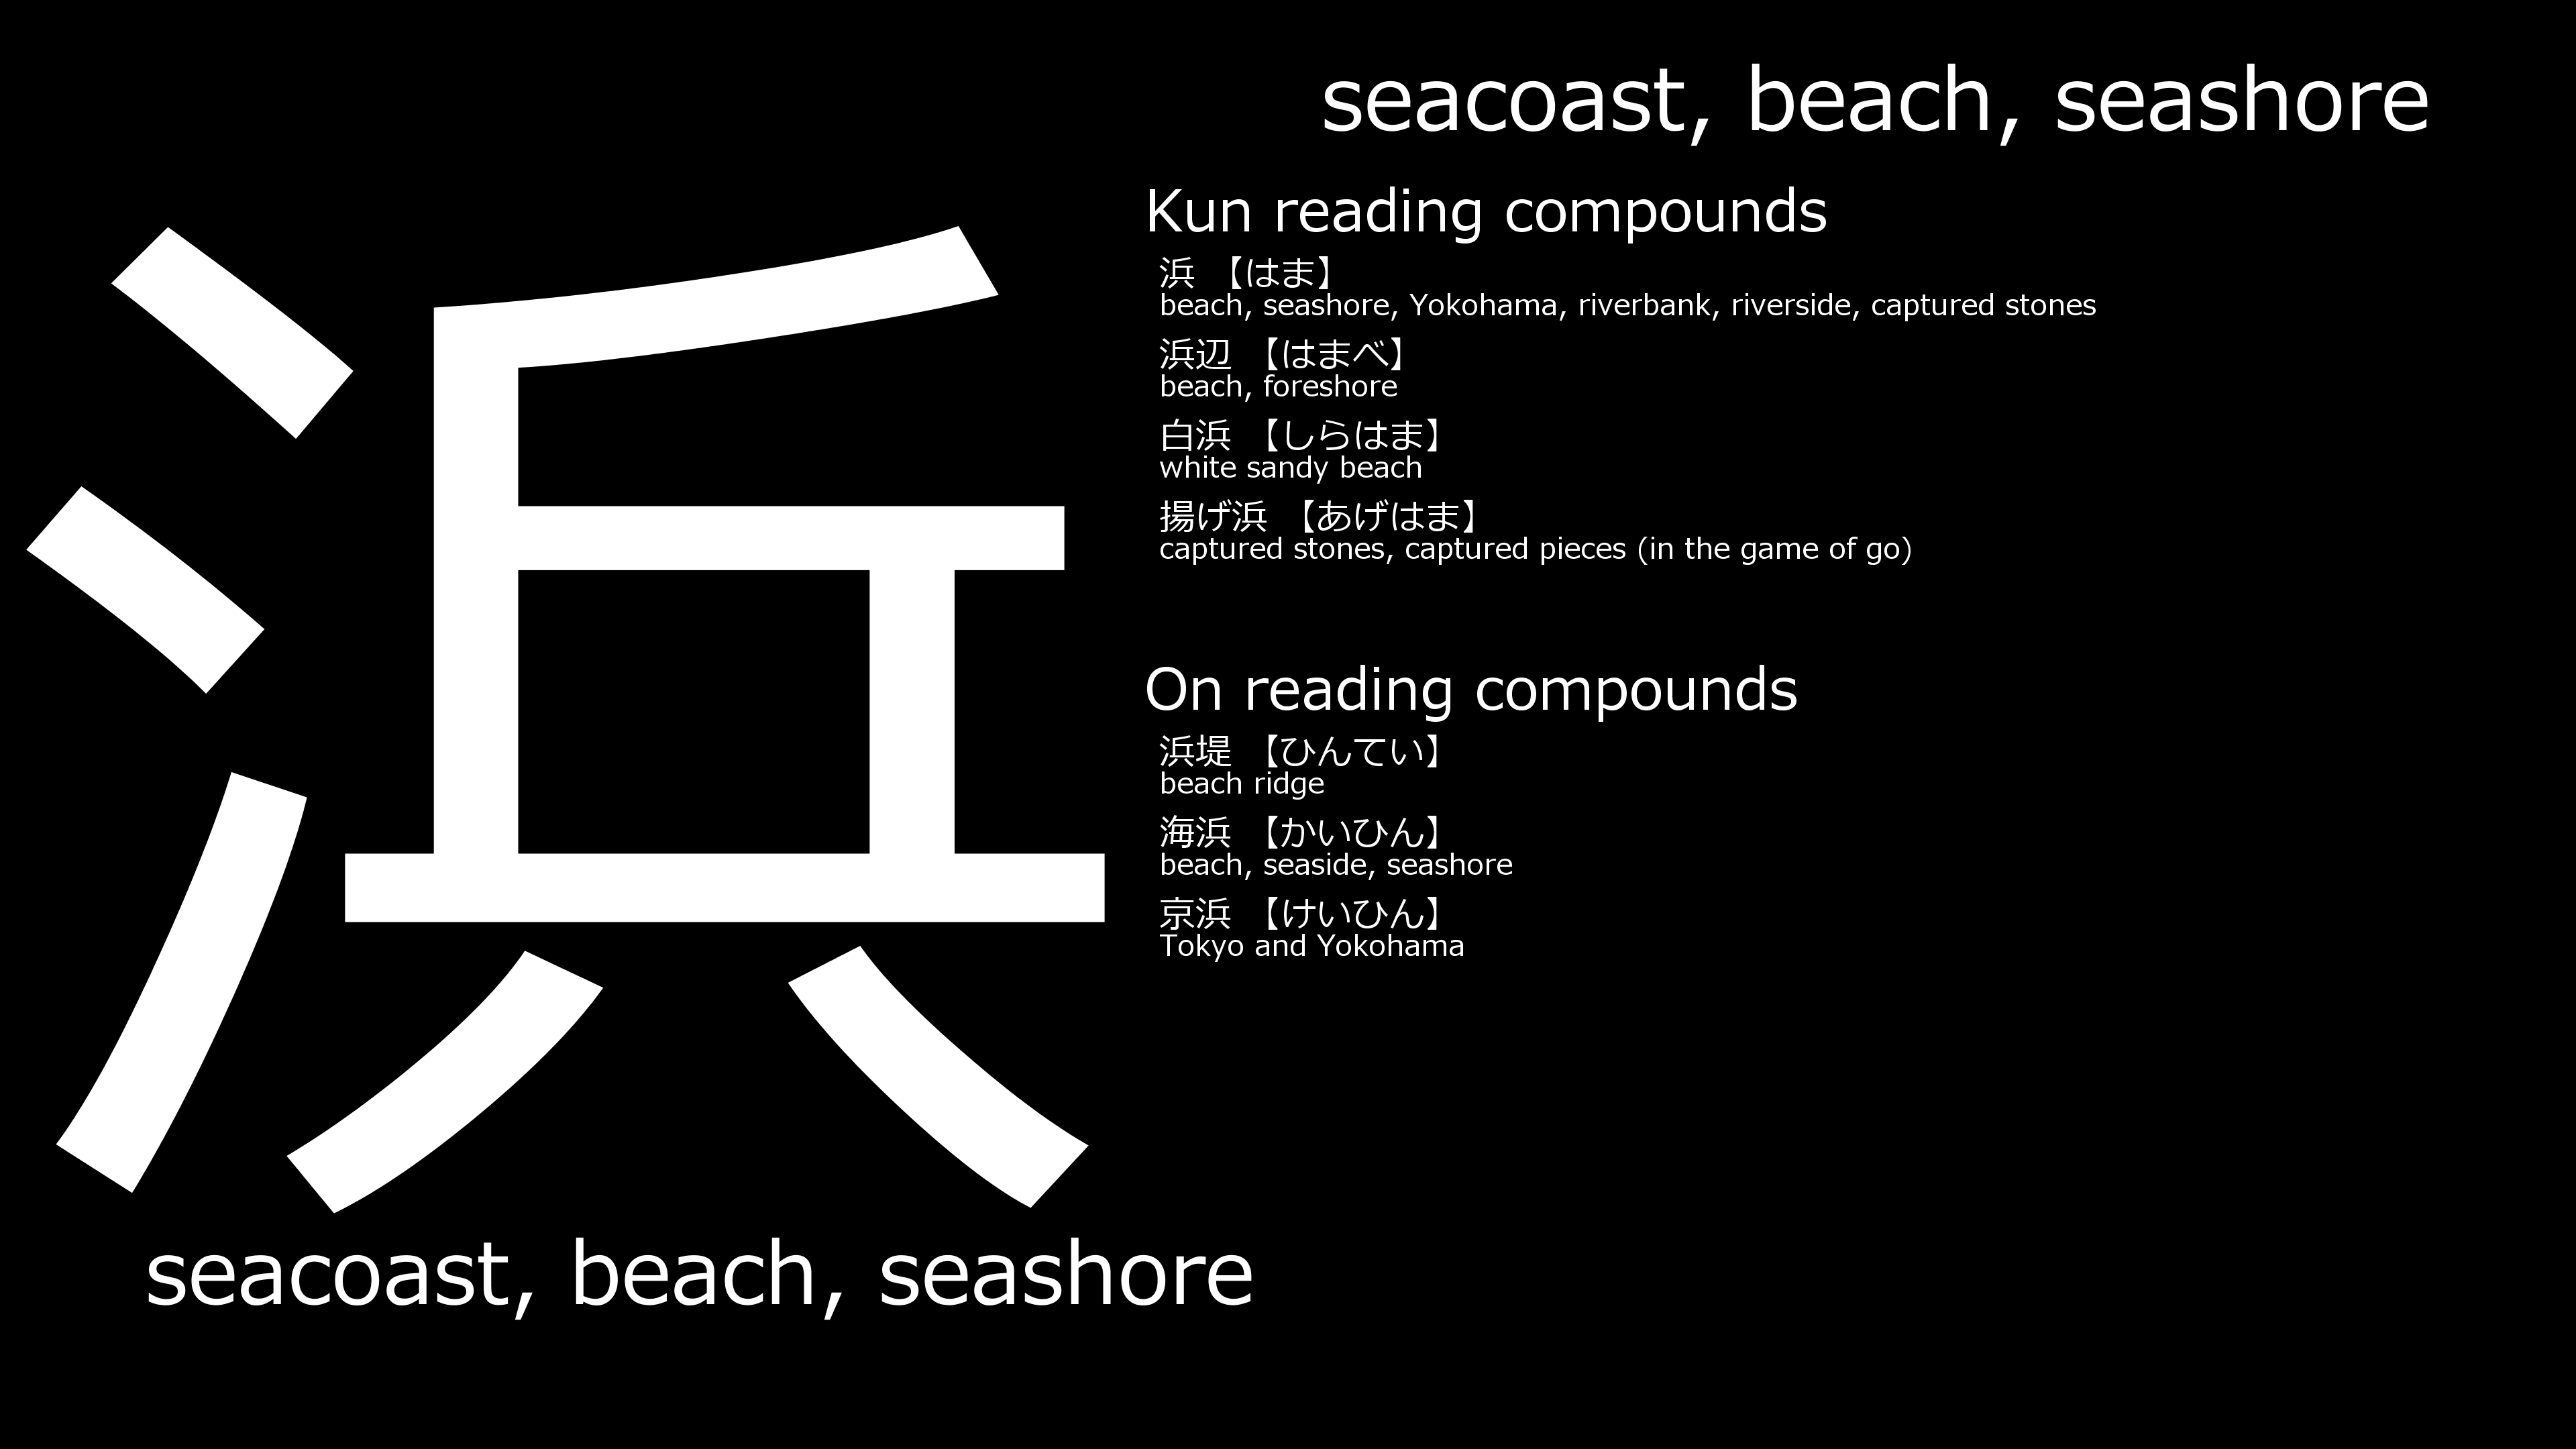 浜
seacoast, beach, seashore
seacoast, beach, seashore
Kun reading compounds
浜 【はま】
beach, seashore, Yokohama, riverbank, riverside, captured stones
浜辺 【はまべ】
beach, foreshore
白浜 【しらはま】
white sandy beach
揚げ浜 【あげはま】
captured stones, captured pieces (in the game of go)
On reading compounds
浜堤 【ひんてい】
beach ridge
海浜 【かいひん】
beach, seaside, seashore
京浜 【けいひん】
Tokyo and Yokohama